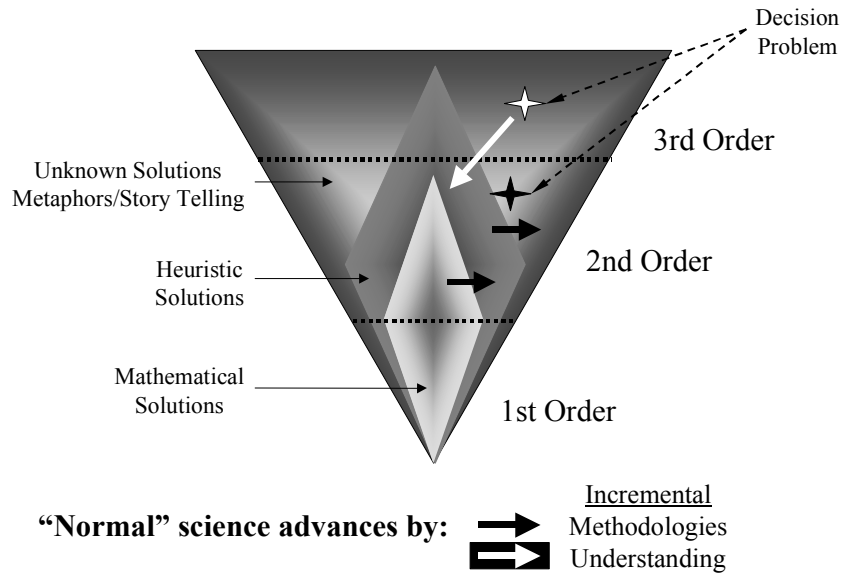 Decision
Problem
3rd Order
Unknown Solutions
Metaphors/Story Telling
2nd Order
Heuristic
Solutions
Mathematical
Solutions
1st Order
Incremental
“Normal” science advances by:
Methodologies
Understanding